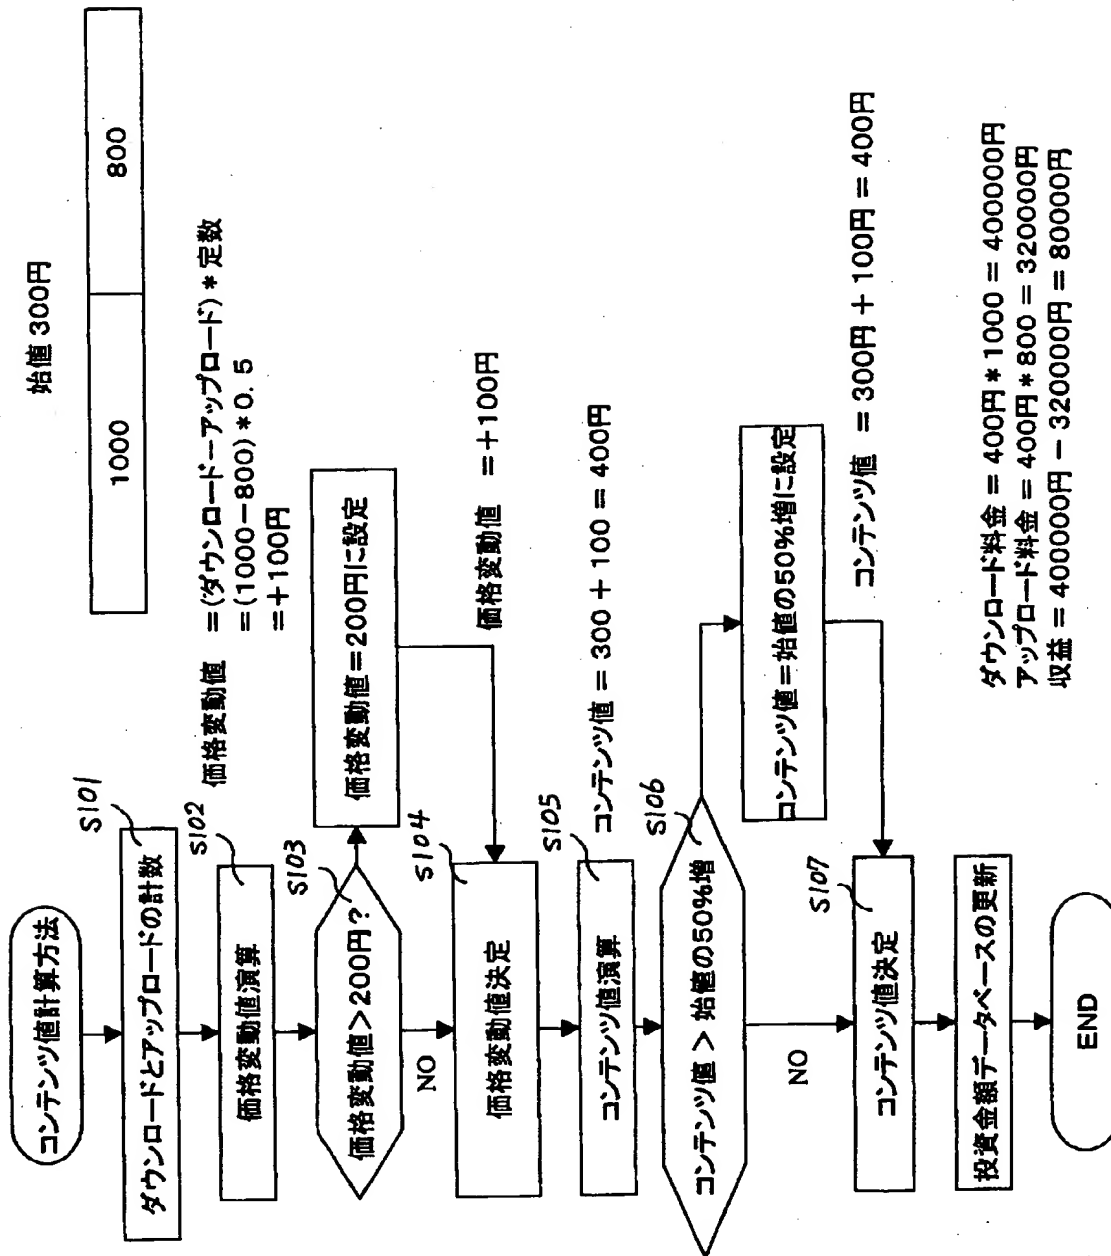 始値 300円
1000 800
コンテンツ値計算方法
S101
ダウンロードとアップロードの計数
S102
価格変動値演算
価格変動値 =(ダウンロードーアップロード)*定数
=(1000-800)*0.5
=+100円
S103
価格変動値>200円?
価格変動値=200円に設定
NO
S104
価格変動値決定
価格変動値 =+100円
S105
コンテンツ値演算
コンテンツ値 = 300 + 100 = 400円
S106
コンテンツ値 > 始値の50%増
コンテンツ値=始値の50%増に設定
NO
S107
コンテンツ値決定
コンテンツ値 = 300円 + 100円 = 400円
投資金額データベースの更新
END
ダウンロード料金 = 400円*1000 = 400000円
アップロード料金 = 400円*800 = 320000円
収益 = 400000円 - 320000円 = 80000円